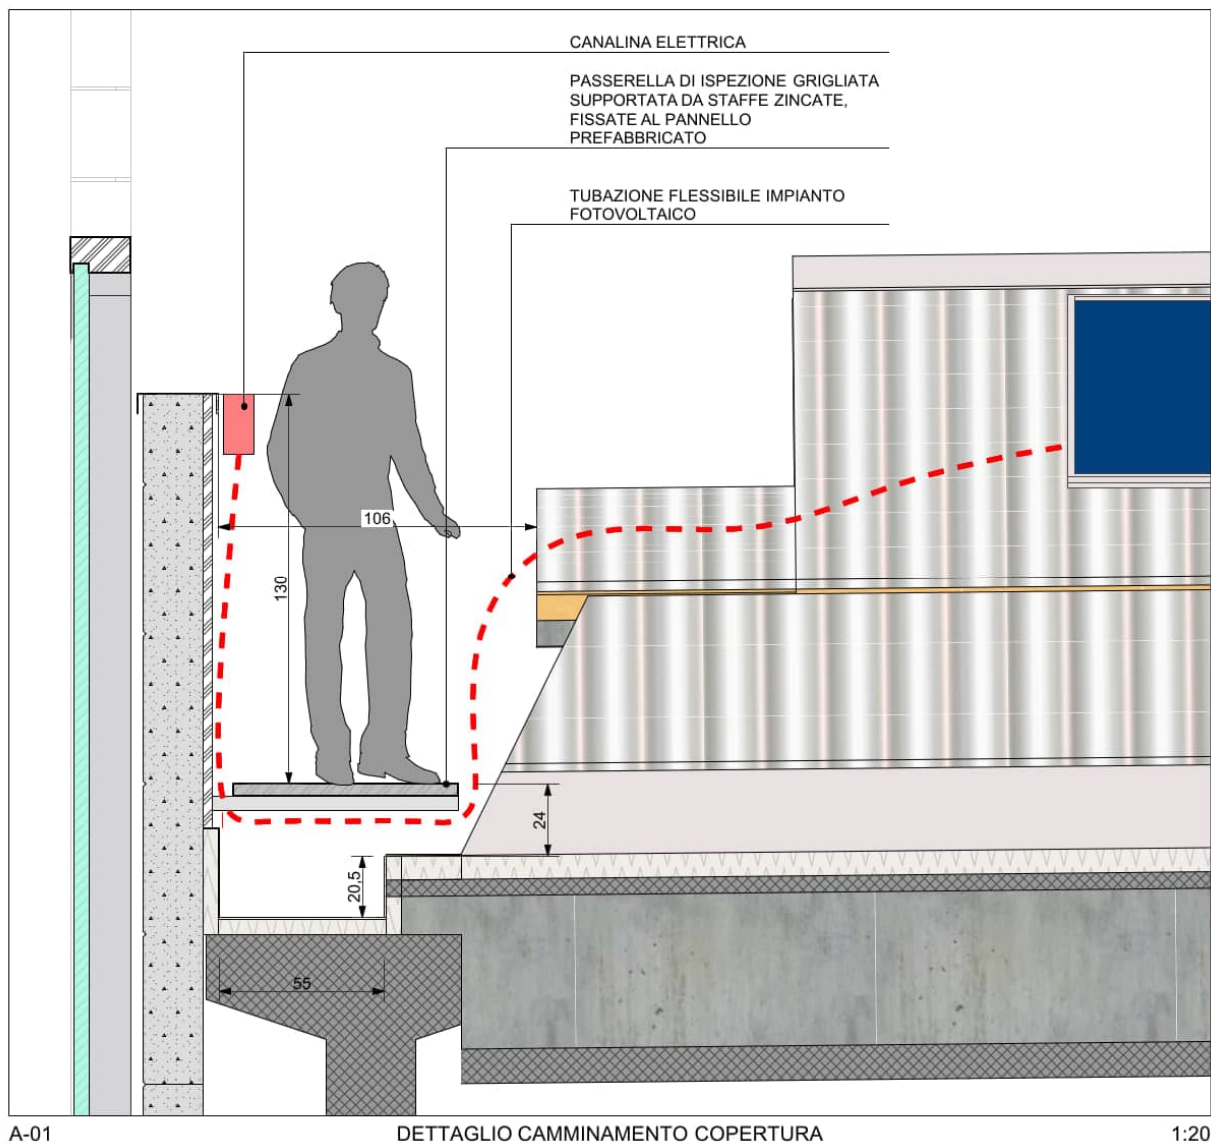 CANALINA ELETTRICA
PASSERELLA DI ISPEZIONE GRIGLIATA
SUPPORTATA DA STAFFE ZINCATE,
FISSATE AL PANNELLO
PREFABBRICATO
TUBAZIONE FLESSIBILE IMPIANTO
FOTOVOLTAICO
106
130
24
20,5
55
A-01
DETTAGLIO CAMMINAMENTO COPERTURA
1:20